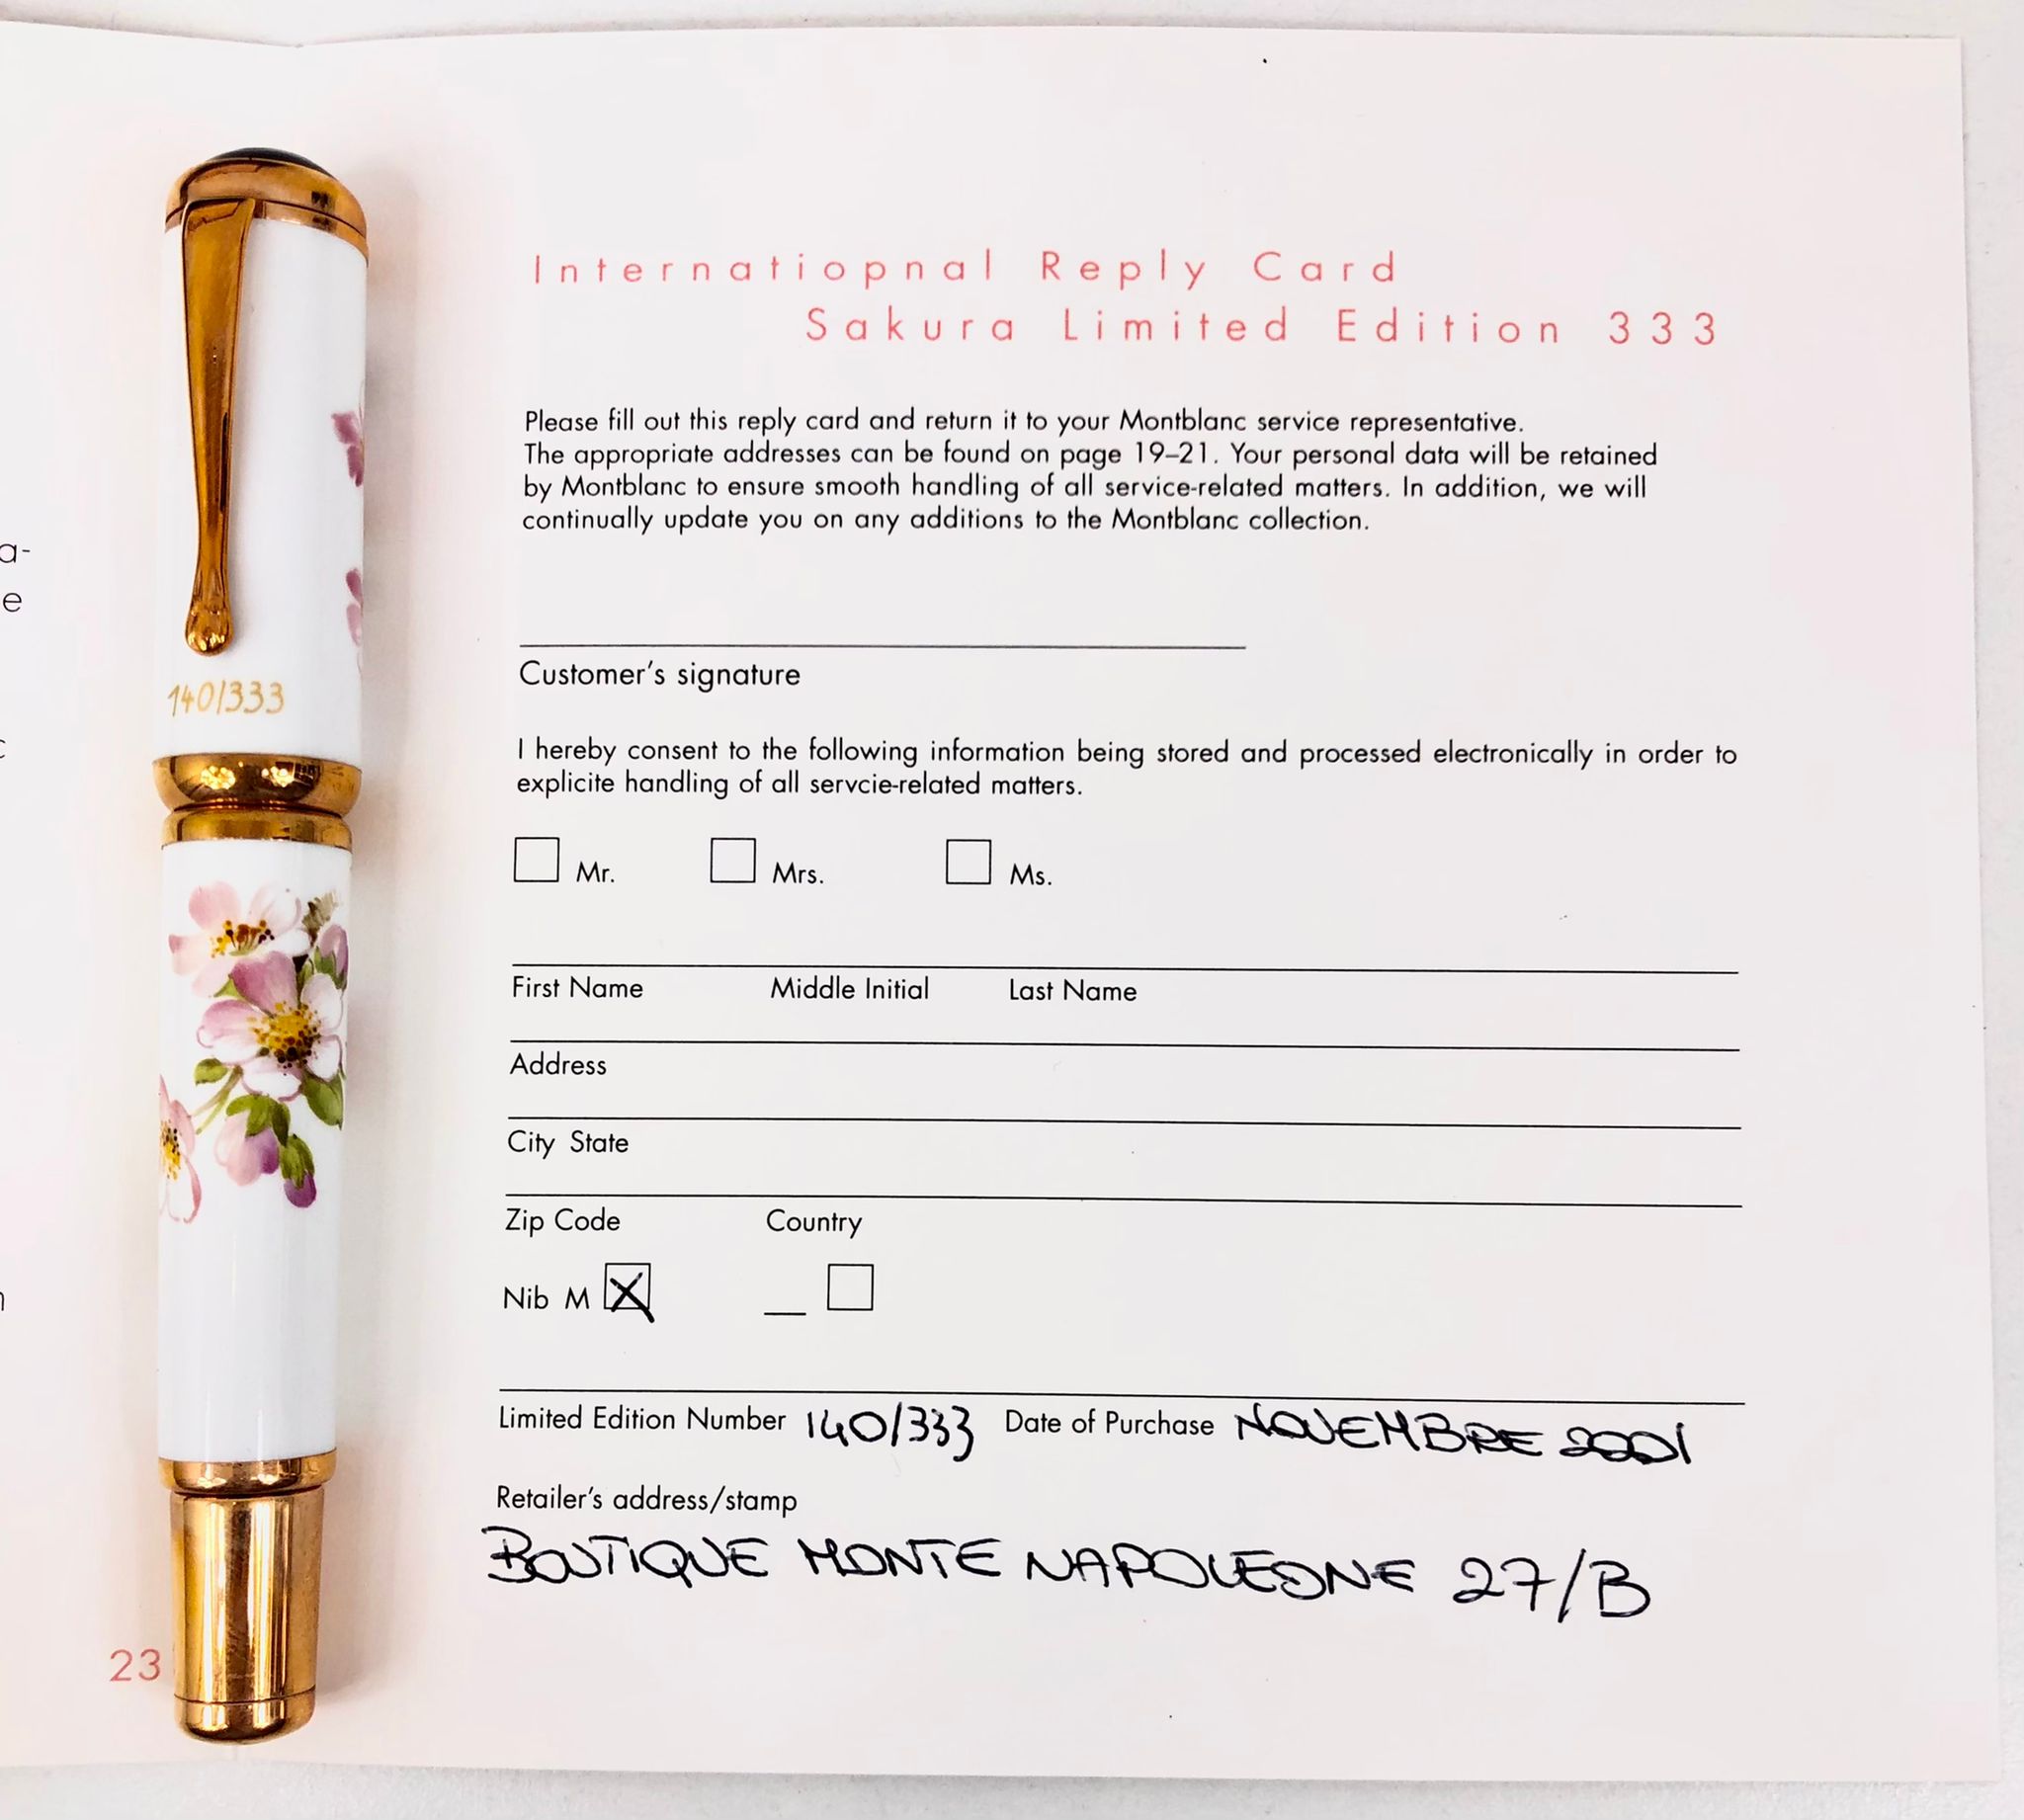 a-
e
140/333
23
Internatiopnal Reply Card
Sakura Limited Edition 333
Please fill out this reply card and return it to your Montblanc service representative.
The appropriate addresses can be found on page 19–21. Your personal data will be retained
by Montblanc to ensure smooth handling of all service-related matters. In addition, we will
continually update you on any additions to the Montblanc collection.
Customer's signature
I hereby consent to the following information being stored and processed electronically in order to
explicite handling of all servcie-related matters.
Mr. Mrs. Ms.
First Name Middle Initial Last Name
Address
City State
Zip Code Country
Nib M
Limited Edition Number 140/333 Date of Purchase NOVEMBRE 2001
Retailer's address/stamp
BOUTIQUE MONTE NAPOLEONE 27/B